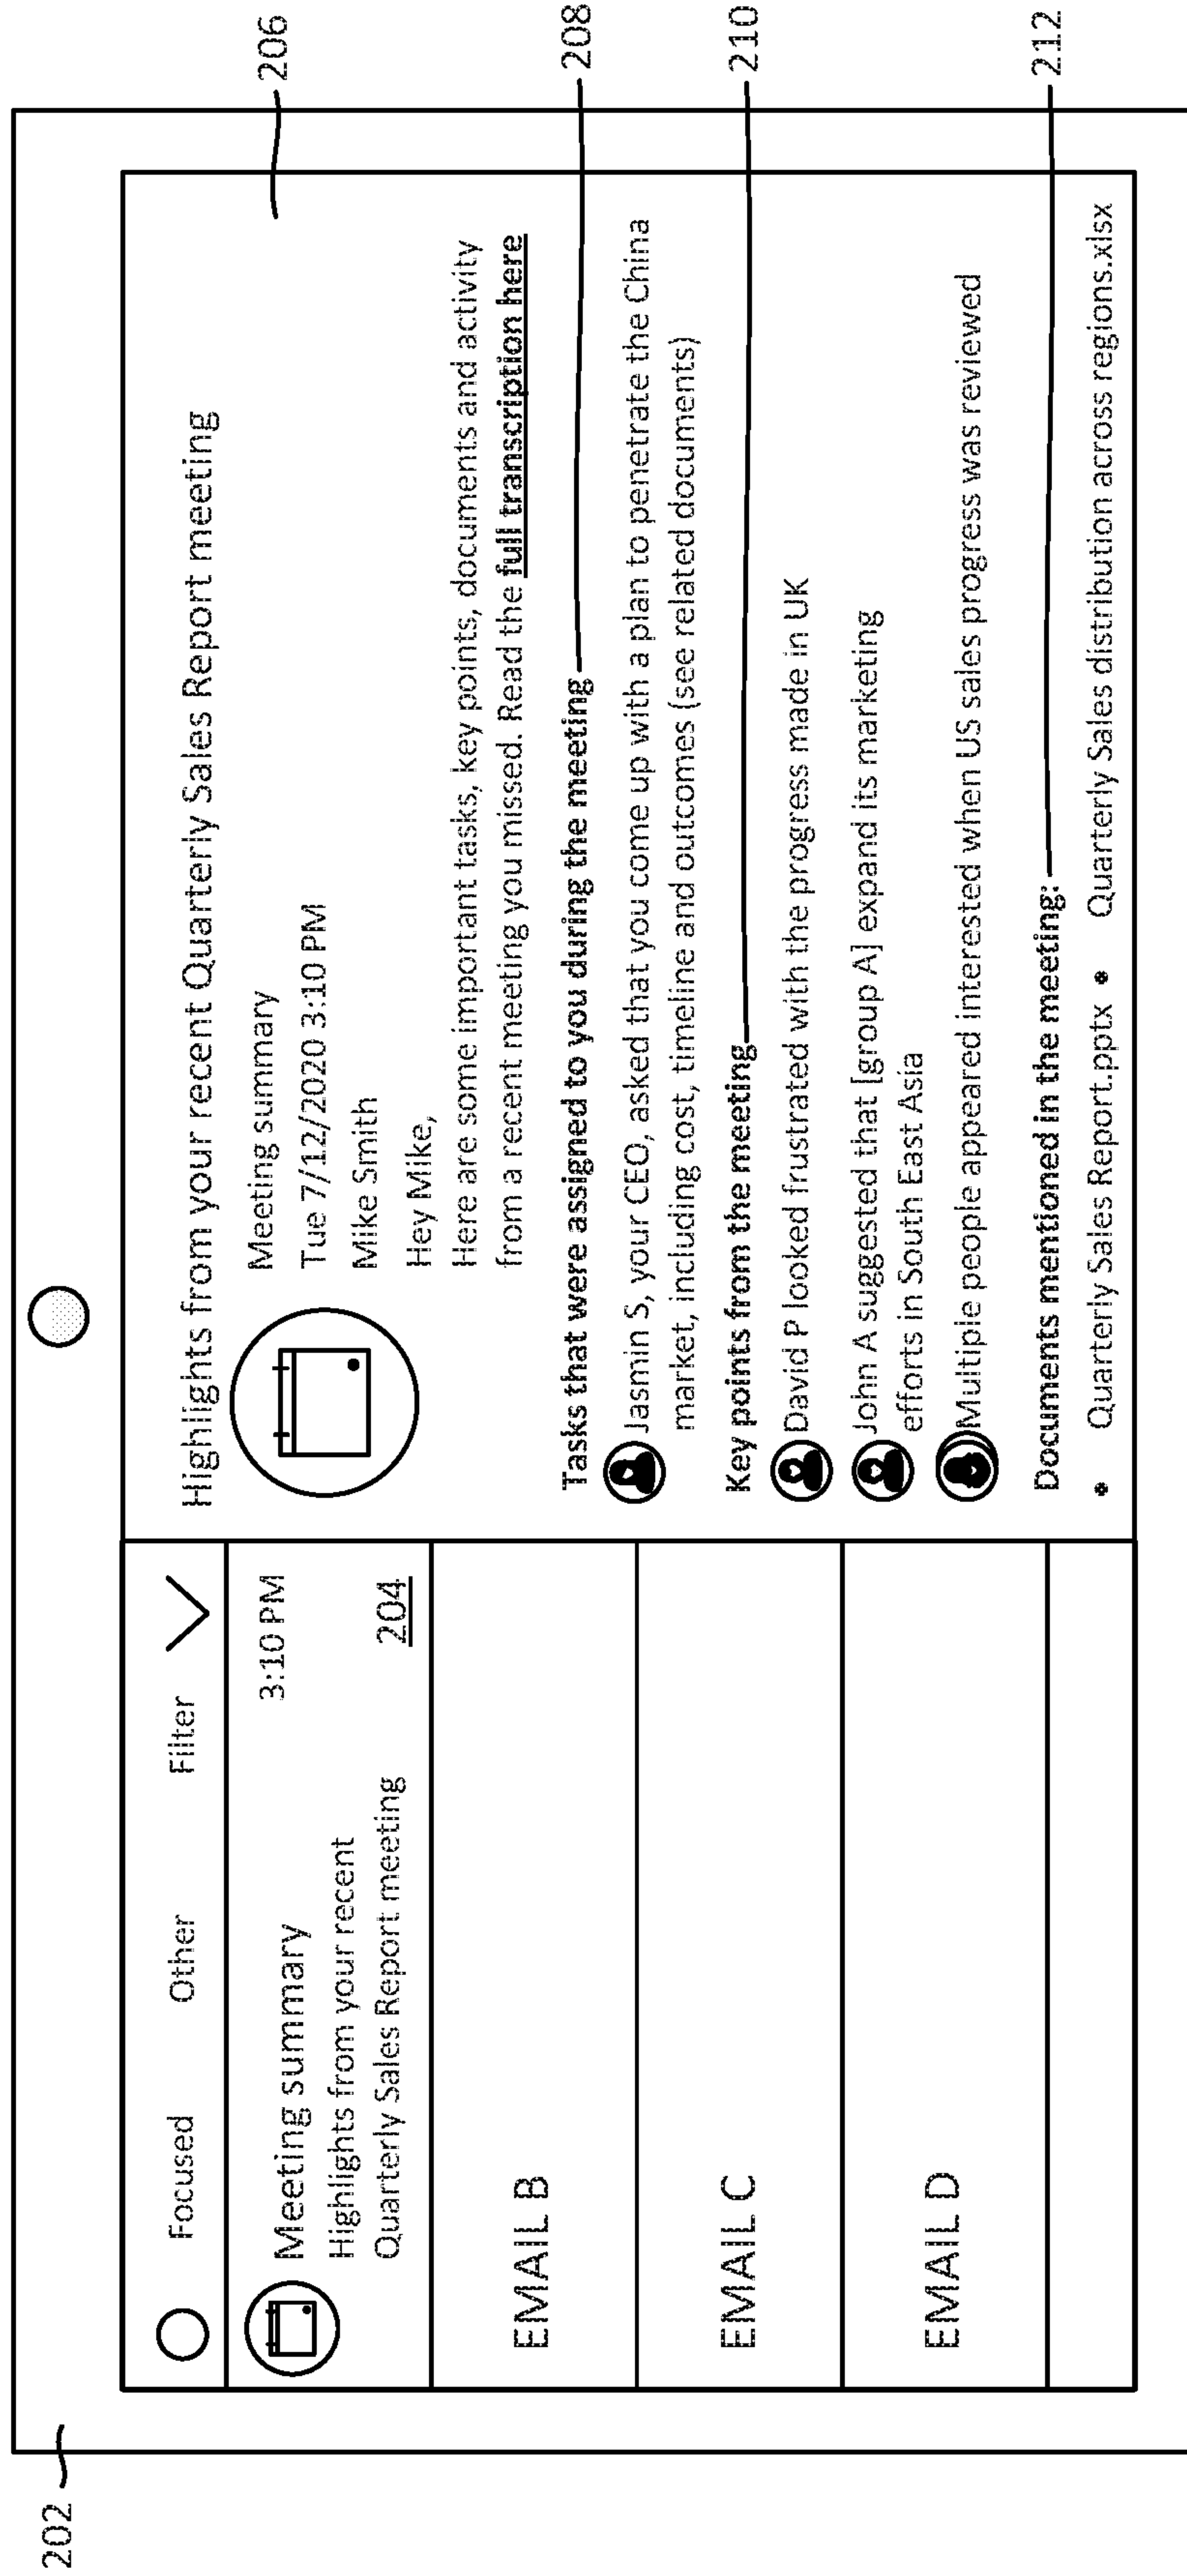 202
Focused Other Filter
Meeting summary 3:10 PM
Highlights from your recent
Quarterly Sales Report meeting
204
EMAIL B
EMAIL C
EMAIL D
Highlights from your recent Quarterly Sales Report meeting
206
Meeting summary
Tue 7/12/2020 3:10 PM
Mike Smith
Hey Mike,
Here are some important tasks, key points, documents and activity
from a recent meeting you missed. Read the full transcription here
Tasks that were assigned to you during the meeting
208
Jasmin S, your CEO, asked that you come up with a plan to penetrate the China
market, including cost, timeline and outcomes (see related documents)
Key points from the meeting
210
David P looked frustrated with the progress made in UK
John A suggested that [group A] expand its marketing
efforts in South East Asia
Multiple people appeared interested when US sales progress was reviewed
Documents mentioned in the meeting:
212
• Quarterly Sales Report.pptx • Quarterly Sales distribution across regions.xlsx